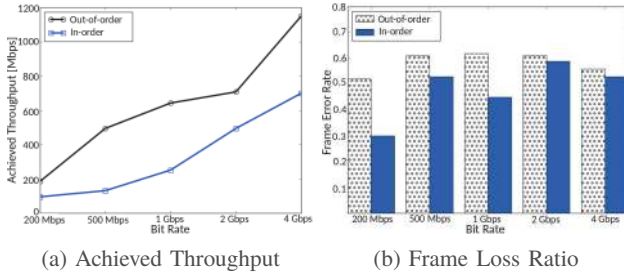 1200
1000
800
600
400
200
0
Achieved Throughput [Mbps]
Out-of-order
In-order
200 Mbps 500 Mbps 1 Gbps 2 Gbps 4 Gbps
Bit Rate
(a) Achieved Throughput
0.8
0.7
0.6
0.5
0.4
0.3
0.2
0.1
Frame Error Rate
Out-of-order
In-order
200 Mbps 500 Mbps 1 Gbps 2 Gbps 4 Gbps
Bit Rate
(b) Frame Loss Ratio